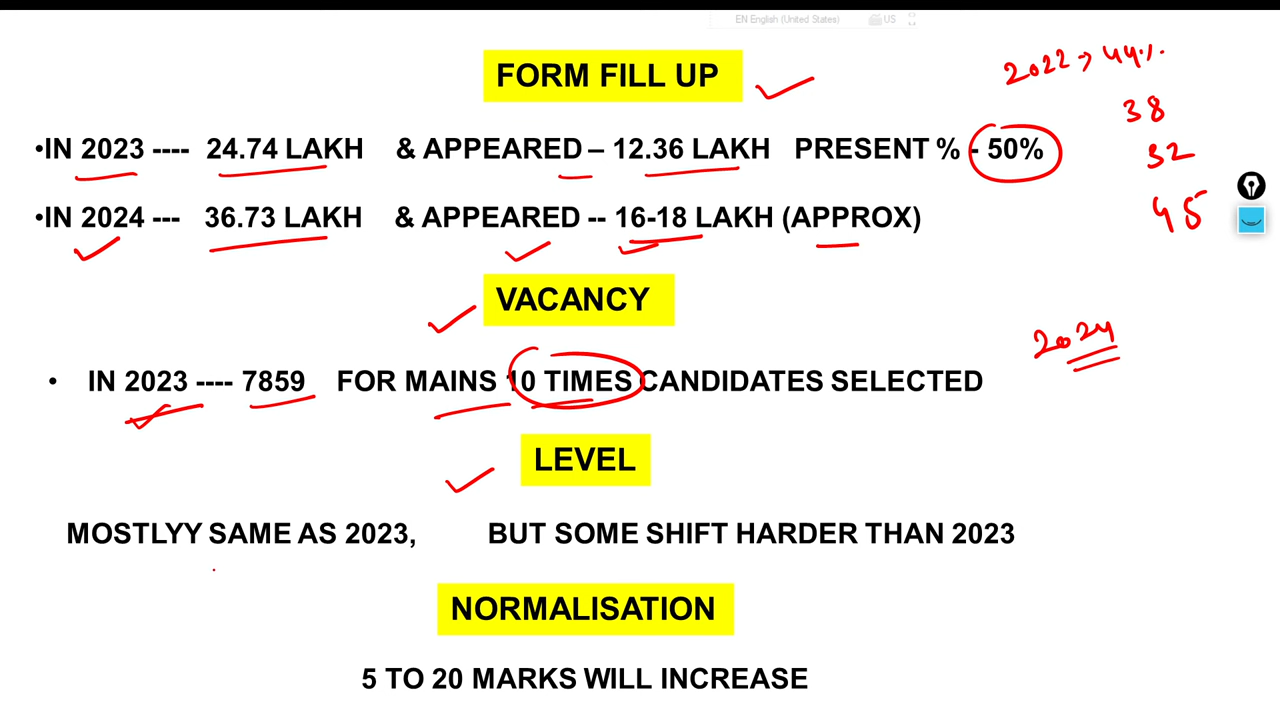 EN English (United States) US
FORM FILL UP
2022 → 44%
38
•IN 2023 ---- 24.74 LAKH & APPEARED – 12.36 LAKH PRESENT % - 50%
32
•IN 2024 --- 36.73 LAKH & APPEARED -- 16-18 LAKH (APPROX)
45
VACANCY
2024
• IN 2023 ---- 7859 FOR MAINS 10 TIMES CANDIDATES SELECTED
LEVEL
MOSTLYY SAME AS 2023, BUT SOME SHIFT HARDER THAN 2023
NORMALISATION
5 TO 20 MARKS WILL INCREASE